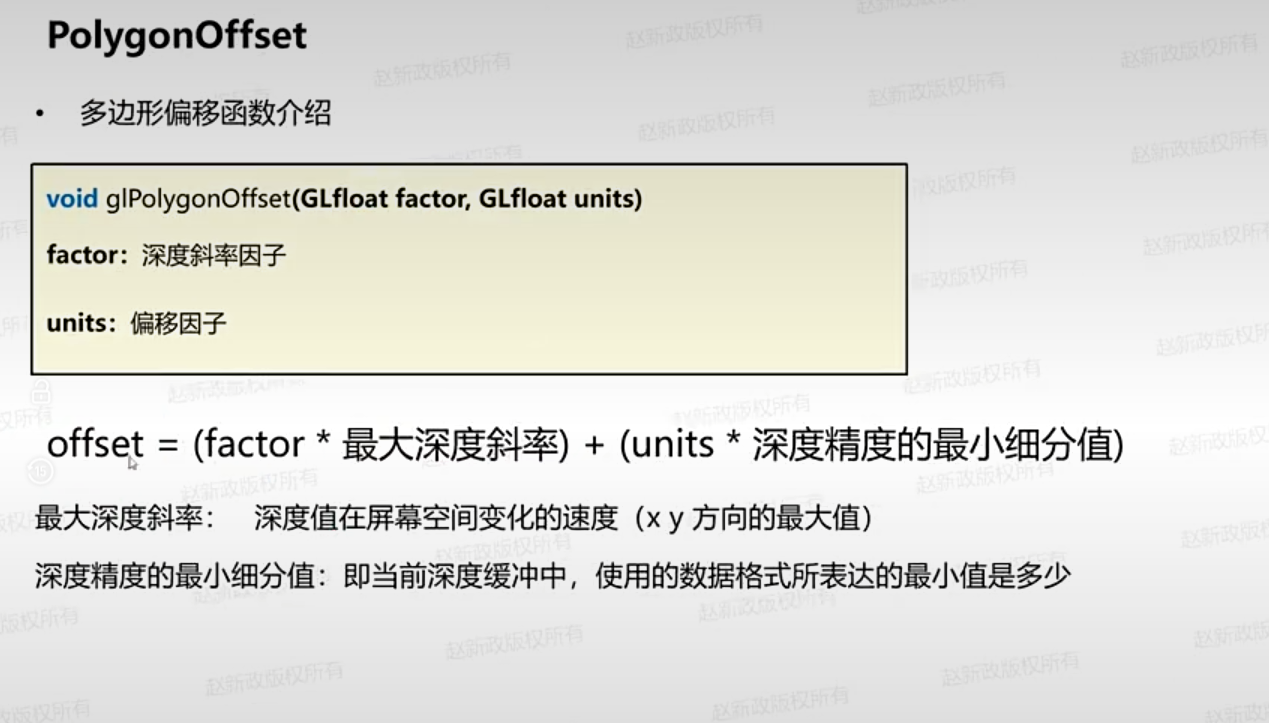 PolygonOffset
• 多边形偏移函数介绍
void glPolygonOffset(GLfloat factor, GLfloat units)
factor：深度斜率因子
units：偏移因子
offset = (factor * 最大深度斜率) + (units * 深度精度的最小细分值)
最大深度斜率： 深度值在屏幕空间变化的速度（x y 方向的最大值）
深度精度的最小细分值：即当前深度缓冲中，使用的数据格式所表达的最小值是多少
赵新政版权所有